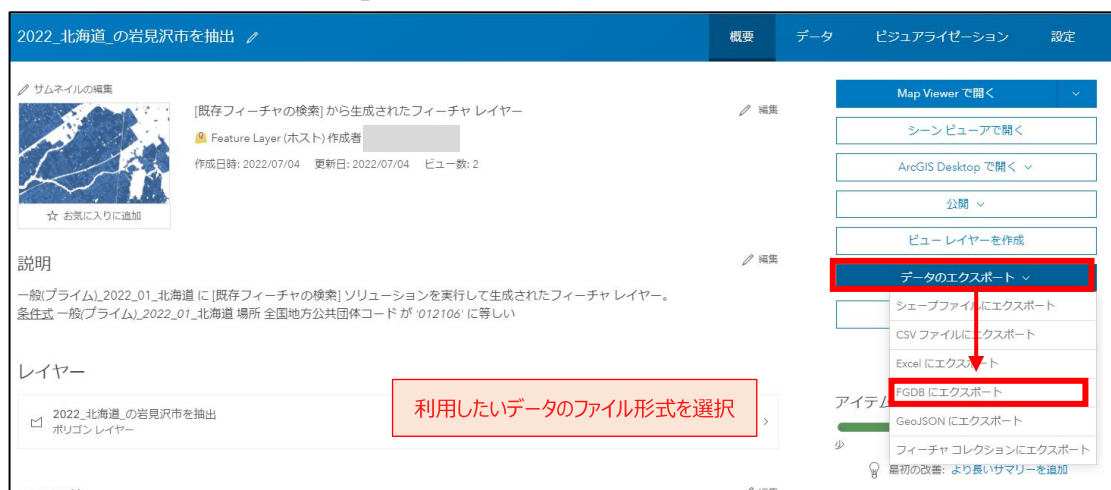 2022_北海道_の岩見沢市を抽出
概要
データ
ビジュアライゼーション
設定
サムネイルの編集
[既存フィーチャの検索] から生成されたフィーチャ レイヤー
編集
Feature Layer (ホスト) 作成者
作成日時: 2022/07/04 更新日: 2022/07/04 ビュー数: 2
☆ お気に入りに追加
説明
編集
一般(プライム)_2022_01_北海道 に [既存フィーチャの検索] ソリューションを実行して生成されたフィーチャ レイヤー。
条件式 一般(プライム)_2022_01_北海道 場所 全国地方公共団体コード が '012106' に等しい
レイヤー
2022_北海道_の岩見沢市を抽出
ポリゴン レイヤー
利用したいデータのファイル形式を選択
Map Viewer で開く
シーン ビューアで開く
ArcGIS Desktop で開く
公開
ビュー レイヤーを作成
データのエクスポート
シェープファイルにエクスポート
CSV ファイルにエクスポート
Excel にエクスポート
FGDB にエクスポート
GeoJSON にエクスポート
フィーチャ コレクションにエクスポート
アイテム
少
最初の改善: より長いサマリーを追加